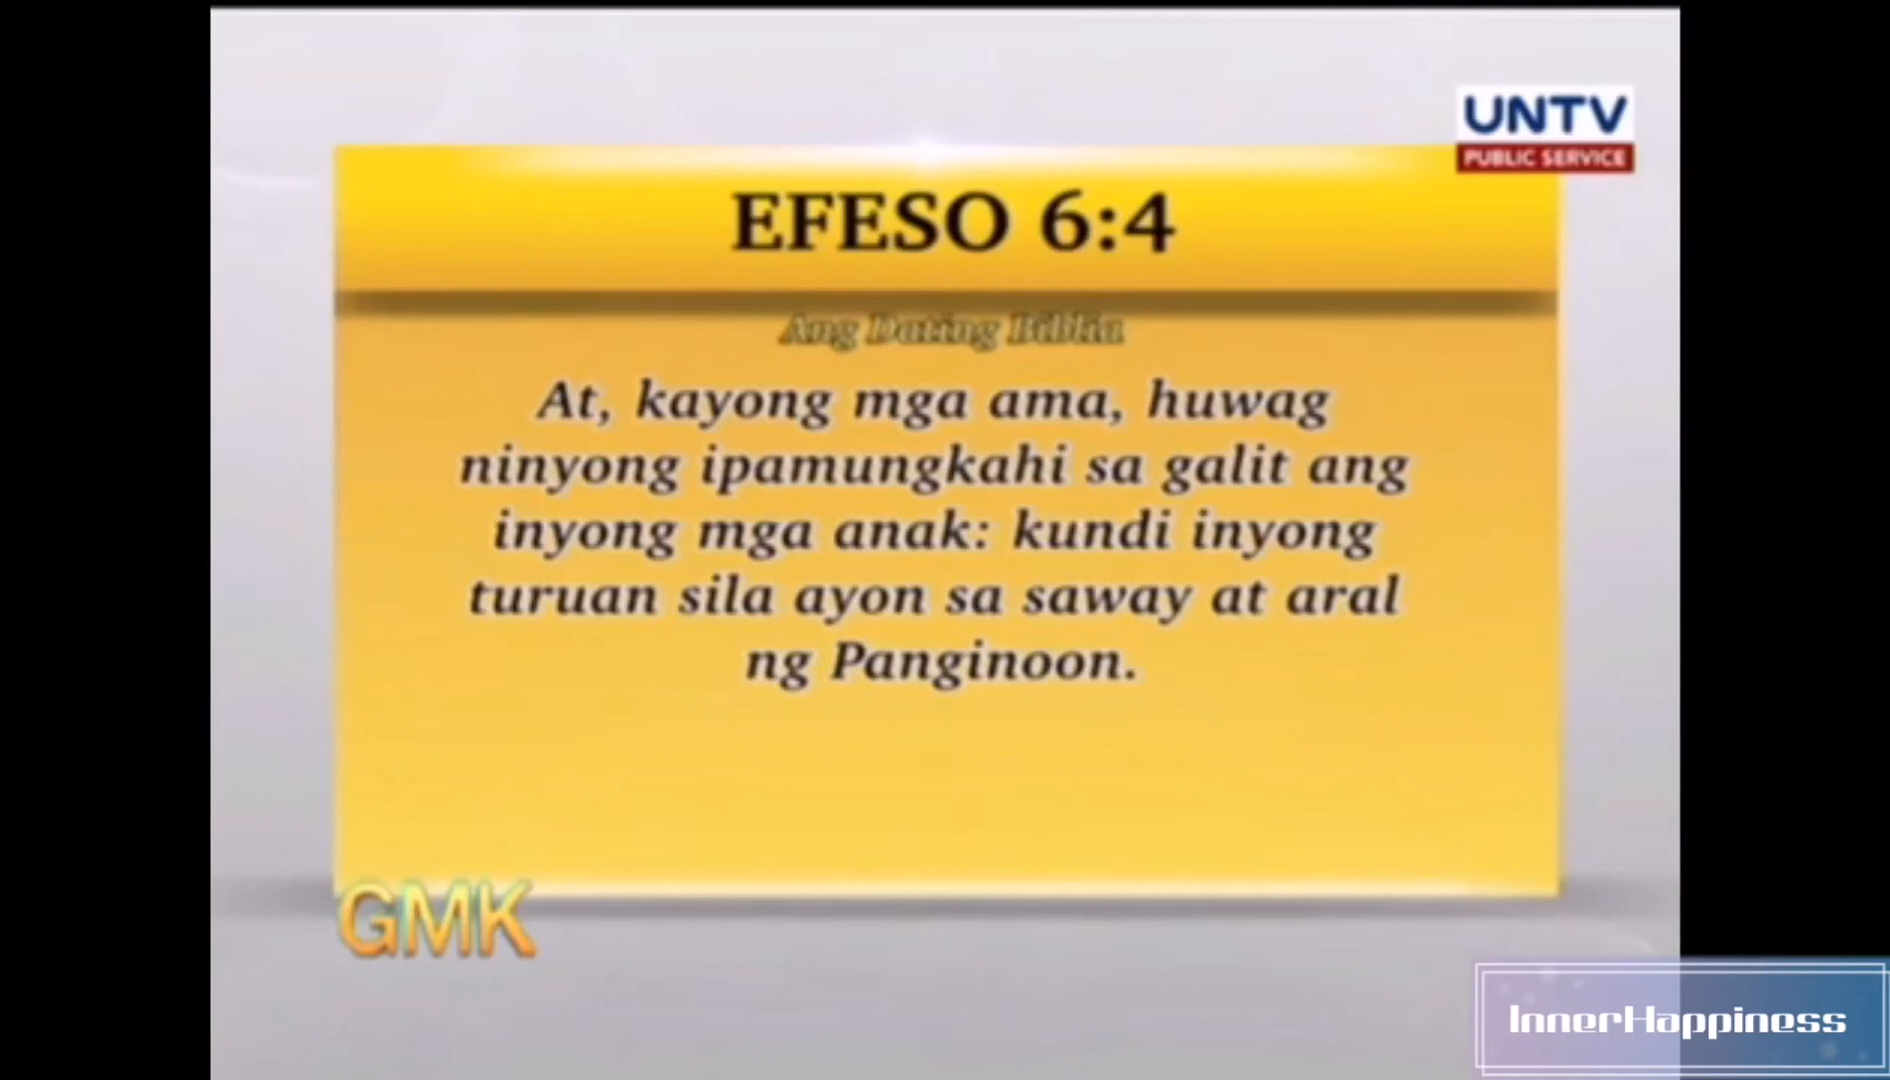 UNTV
PUBLIC SERVICE
EFESO 6:4
Ang Dating Biblia
At, kayong mga ama, huwag
ninyong ipamungkahi sa galit ang
inyong mga anak: kundi inyong
turuan sila ayon sa saway at aral
ng Panginoon.
GMK
InnerHappiness